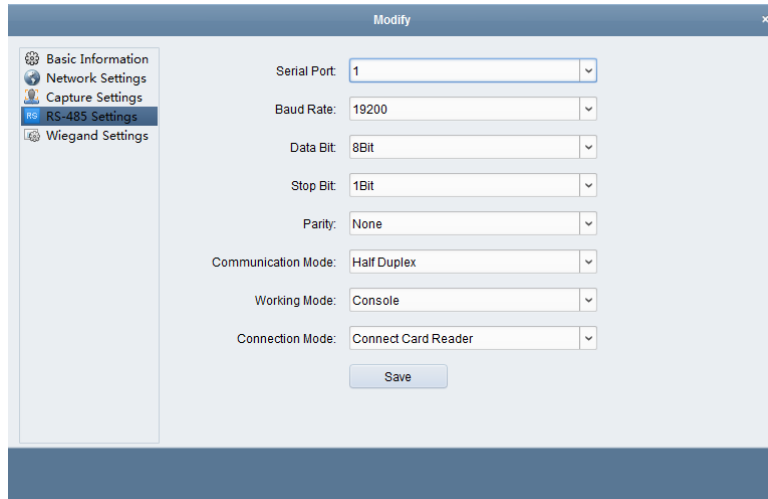 Modify
×
Basic Information
Network Settings
Capture Settings
RS RS-485 Settings
Wiegand Settings
Serial Port: 1
Baud Rate: 19200
Data Bit: 8Bit
Stop Bit: 1Bit
Parity: None
Communication Mode: Half Duplex
Working Mode: Console
Connection Mode: Connect Card Reader
Save